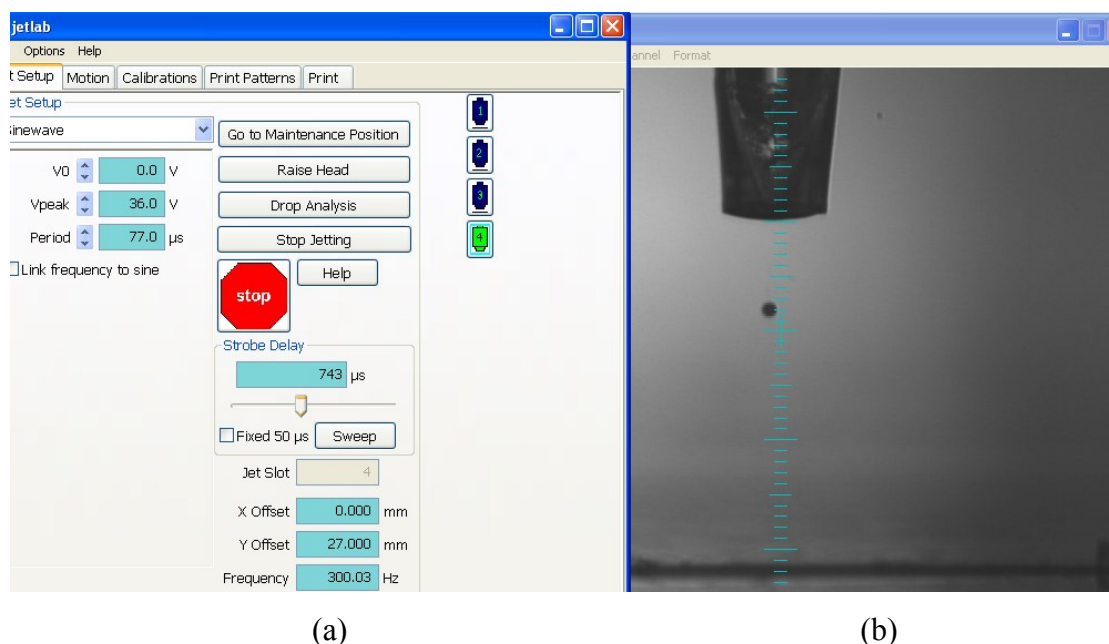 jetlab
Options Help
t Setup Motion Calibrations Print Patterns Print
et Setup
Sinewave
V0 0.0 V
Vpeak 36.0 V
Period 77.0 µs
Link frequency to sine
Go to Maintenance Position
Raise Head
Drop Analysis
Stop Jetting
stop
Help
Strobe Delay
743 µs
Fixed 50 µs Sweep
Jet Slot 4
X Offset 0.000 mm
Y Offset 27.000 mm
Frequency 300.03 Hz
1
2
3
4
annel Format
(a) (b)